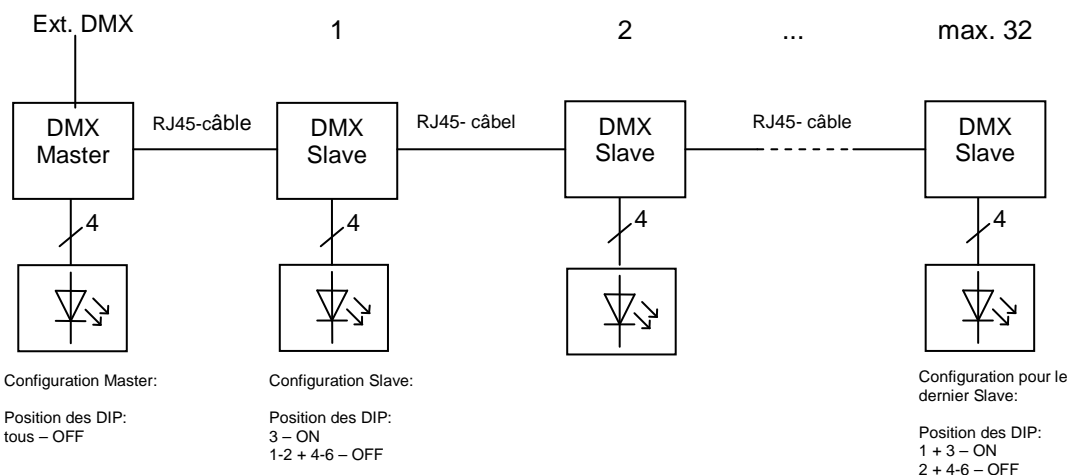 Ext. DMX
1
2
...
max. 32
DMX
Master
RJ45-câble
DMX
Slave
RJ45- câbel
DMX
Slave
RJ45- câble
DMX
Slave
4
4
4
4
Configuration Master:
Position des DIP:
tous – OFF
Configuration Slave:
Position des DIP:
3 – ON
1-2 + 4-6 – OFF
Configuration pour le
dernier Slave:
Position des DIP:
1 + 3 – ON
2 + 4-6 – OFF